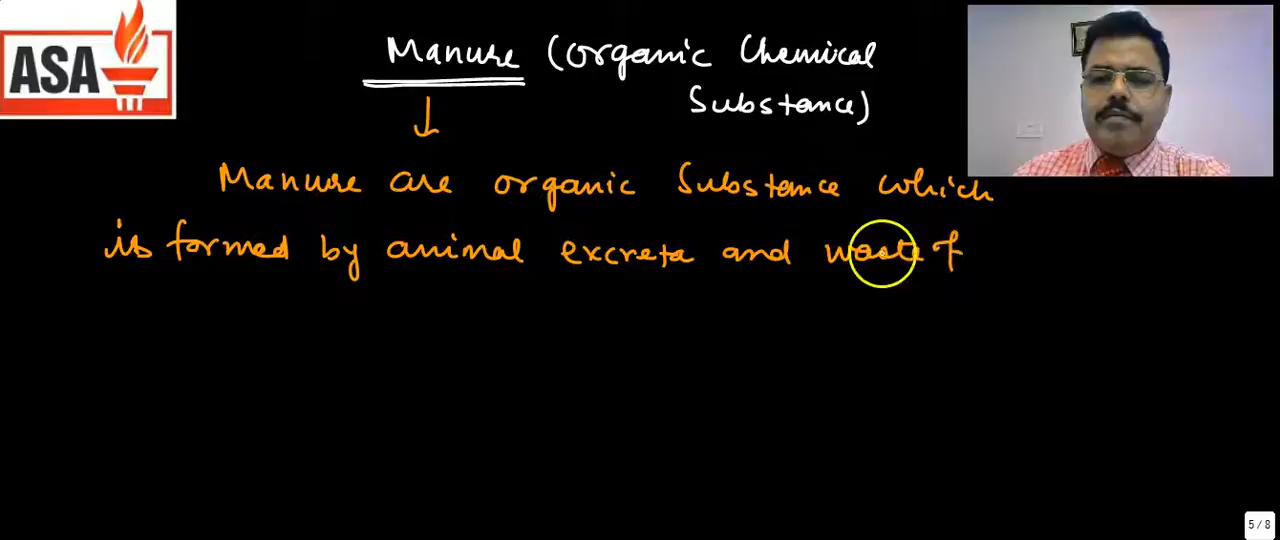 ASA
Manure (Organic Chemical
Substance)
Manure are organic Substance which
is formed by animal excreta and waste of
5/8